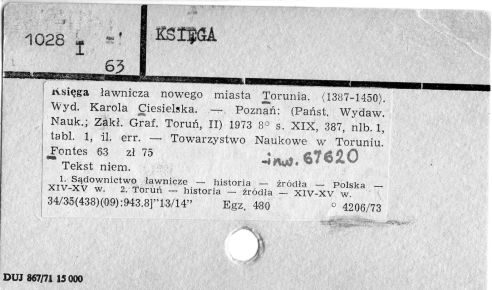 1028 I
63
KSIĘGA
Księga ławnicza nowego miasta Torunia. (1387-1450).
Wyd. Karola Ciesielska. — Poznań: (Państ. Wydaw.
Nauk.; Zakł. Graf. Toruń, II) 1973 8° s. XIX, 387, nlb. 1,
tabl. 1, il. err. — Towarzystwo Naukowe w Toruniu.
Fontes 63 zł 75
inw. 67620
Tekst niem.
1. Sądownictwo ławnicze — historia — źródła — Polska —
XIV-XV w. 2. Toruń — historia — źródła — XIV-XV w.
34/35(438)(09):943.8]"13/14" Egz. 480 ° 4206/73
DUJ 867/71 15 000